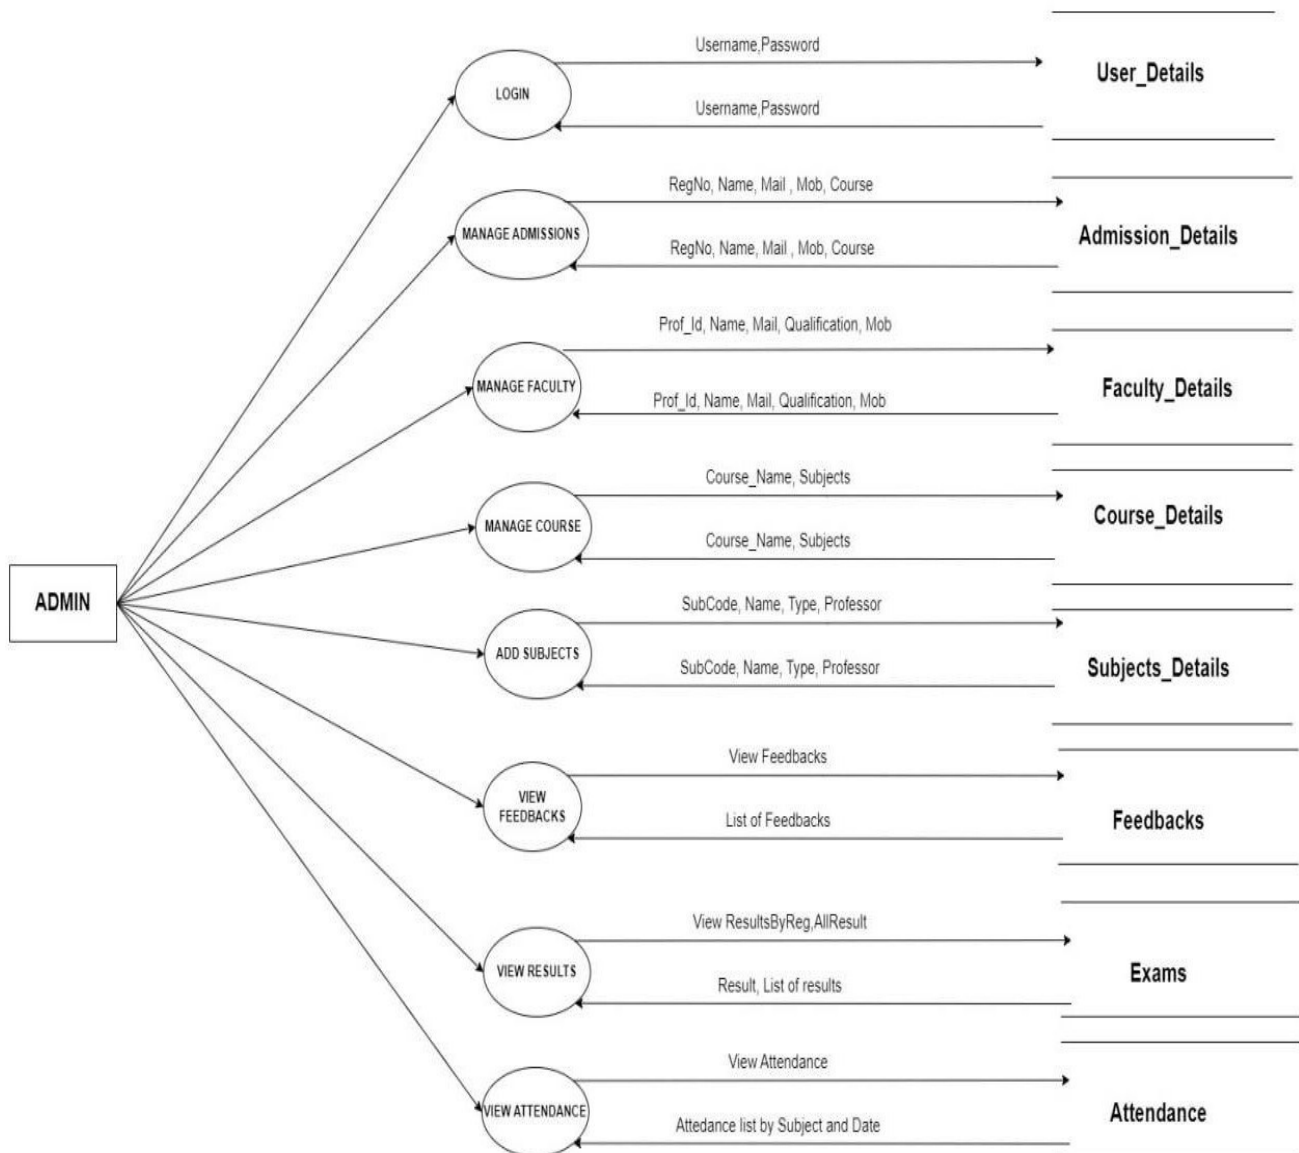 Username,Password
User_Details
LOGIN
Username,Password
RegNo, Name, Mail , Mob, Course
MANAGE ADMISSIONS
Admission_Details
RegNo, Name, Mail , Mob, Course
Prof_Id, Name, Mail, Qualification, Mob
MANAGE FACULTY
Faculty_Details
Prof_Id, Name, Mail, Qualification, Mob
Course_Name, Subjects
MANAGE COURSE
Course_Details
Course_Name, Subjects
ADMIN
SubCode, Name, Type, Professor
ADD SUBJECTS
Subjects_Details
SubCode, Name, Type, Professor
View Feedbacks
VIEW
FEEDBACKS
Feedbacks
List of Feedbacks
View ResultsByReg,AllResult
VIEW RESULTS
Exams
Result, List of results
View Attendance
VIEW ATTENDANCE
Attendance
Attedance list by Subject and Date